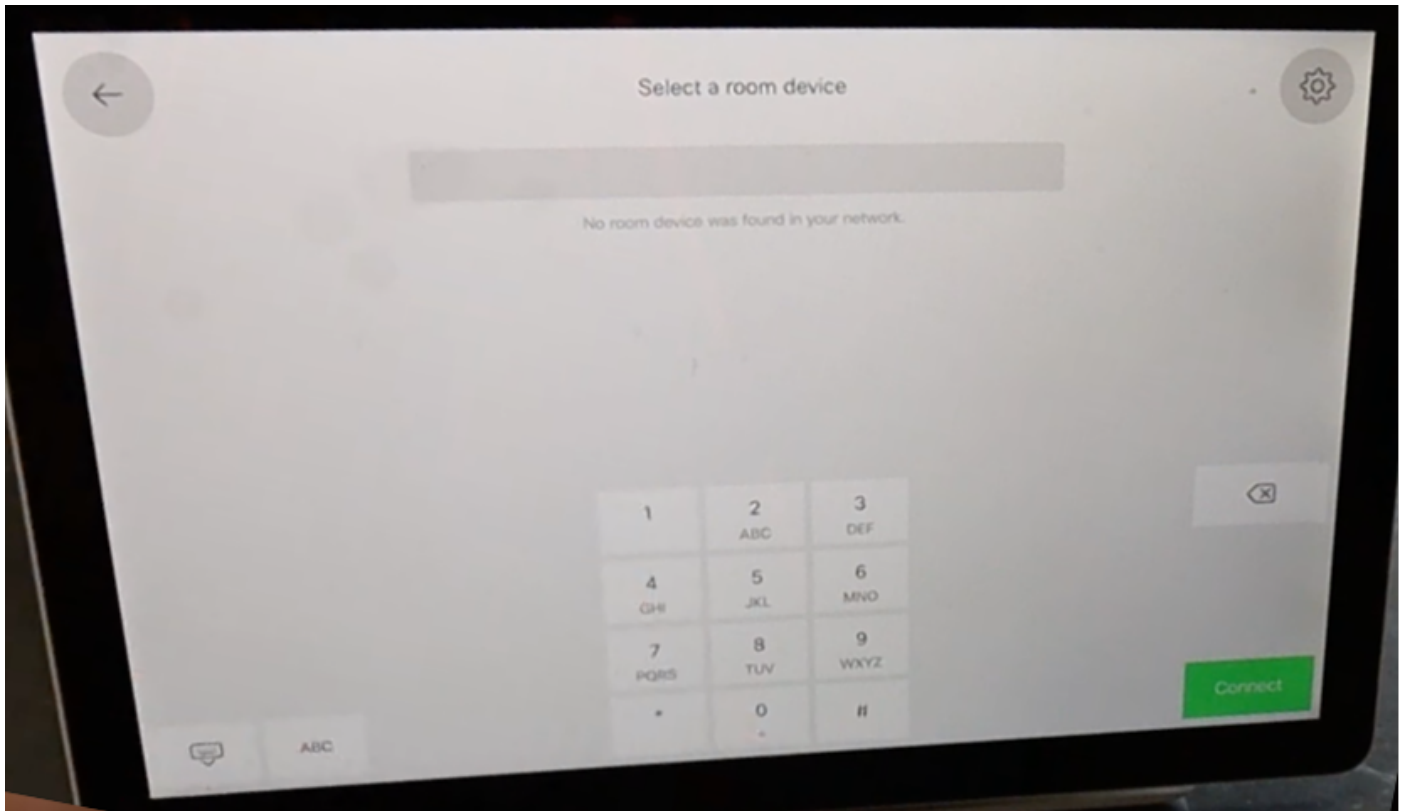 Select a room device
No room device was found in your network.
1
2
ABC
3
DEF
4
GHI
5
JKL
6
MNO
7
PQRS
8
TUV
9
WXYZ
0
#
ABC
Connect